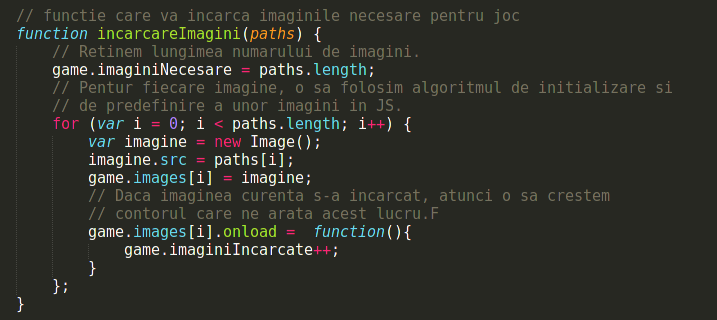 // functie care va incarca imaginile necesare pentru joc
function incarcareImagini(paths) {
    // Retinem lungimea numarului de imagini.
    game.imaginiNecesare = paths.length;
    // Pentur fiecare imagine, o sa folosim algoritmul de initializare si
    // de predefinire a unor imagini in JS.
    for (var i = 0; i < paths.length; i++) {
        var imagine = new Image();
        imagine.src = paths[i];
        game.images[i] = imagine;
        // Daca imaginea curenta s-a incarcat, atunci o sa crestem
        // contorul care ne arata acest lucru.F
        game.images[i].onload =  function(){
            game.imaginiIncarcate++;
        }
    };
}